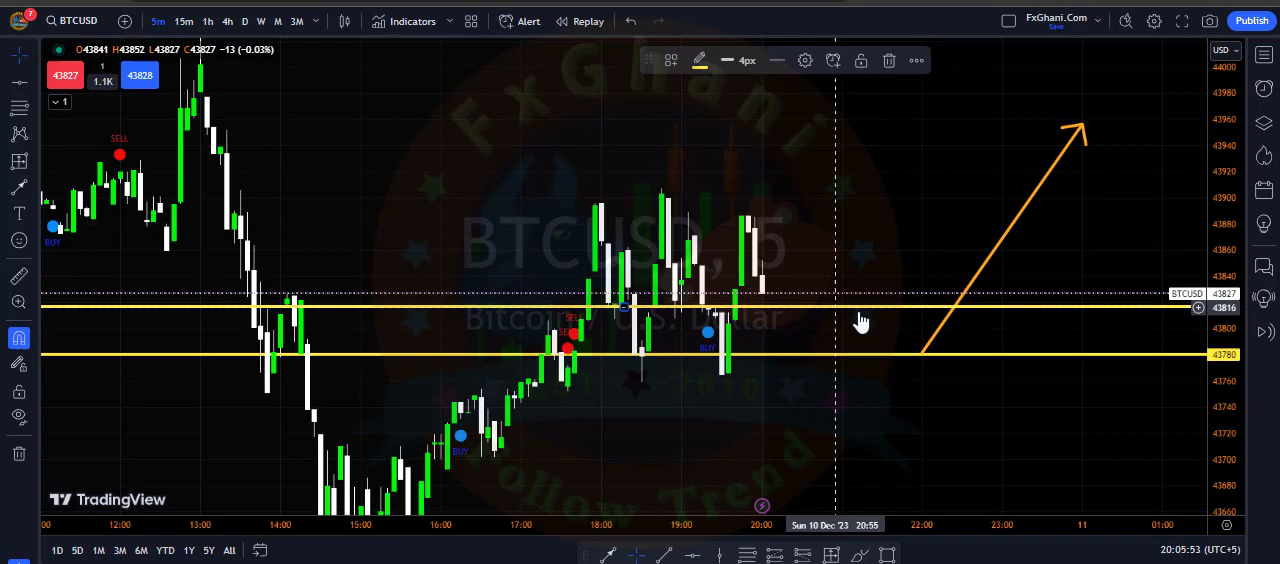 7
BTCUSD
5m 15m 1h 4h D W M 3M
Indicators
Alert
Replay
FxGhani.Com
Save
Publish
O43841 H43852 L43827 C43827 −13 (−0.03%)
43827
1
1.1K
43828
1
4px
USD
44000
43980
43960
43940
43920
43900
43880
43860
43840
BTCUSD 43827
43816
43800
43780
43760
43740
43720
43700
43680
43660
FxGhani
BTCUSD, 5
Bitcoin / U.S. Dollar
Follow Trend
SELL
BUY
SELL
SELL
BUY
BUY
TradingView
:00 12:00 13:00 14:00 15:00 16:00 17:00 18:00 19:00 20:00 Sun 10 Dec '23 20:55 22:00 23:00 11 01:00
1D 5D 1M 3M 6M YTD 1Y 5Y All
20:05:53 (UTC+5)